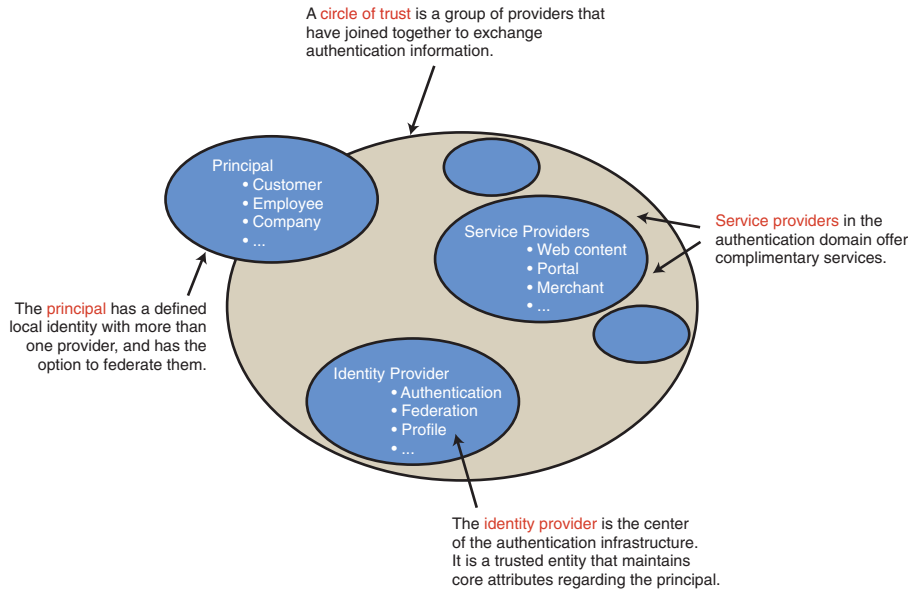 A circle of trust is a group of providers that
have joined together to exchange
authentication information.
Principal
• Customer
• Employee
• Company
• ...
Service Providers
• Web content
• Portal
• Merchant
• ...
Service providers in the
authentication domain offer
complimentary services.
The principal has a defined
local identity with more than
one provider, and has the
option to federate them.
Identity Provider
• Authentication
• Federation
• Profile
• ...
The identity provider is the center
of the authentication infrastructure.
It is a trusted entity that maintains
core attributes regarding the principal.